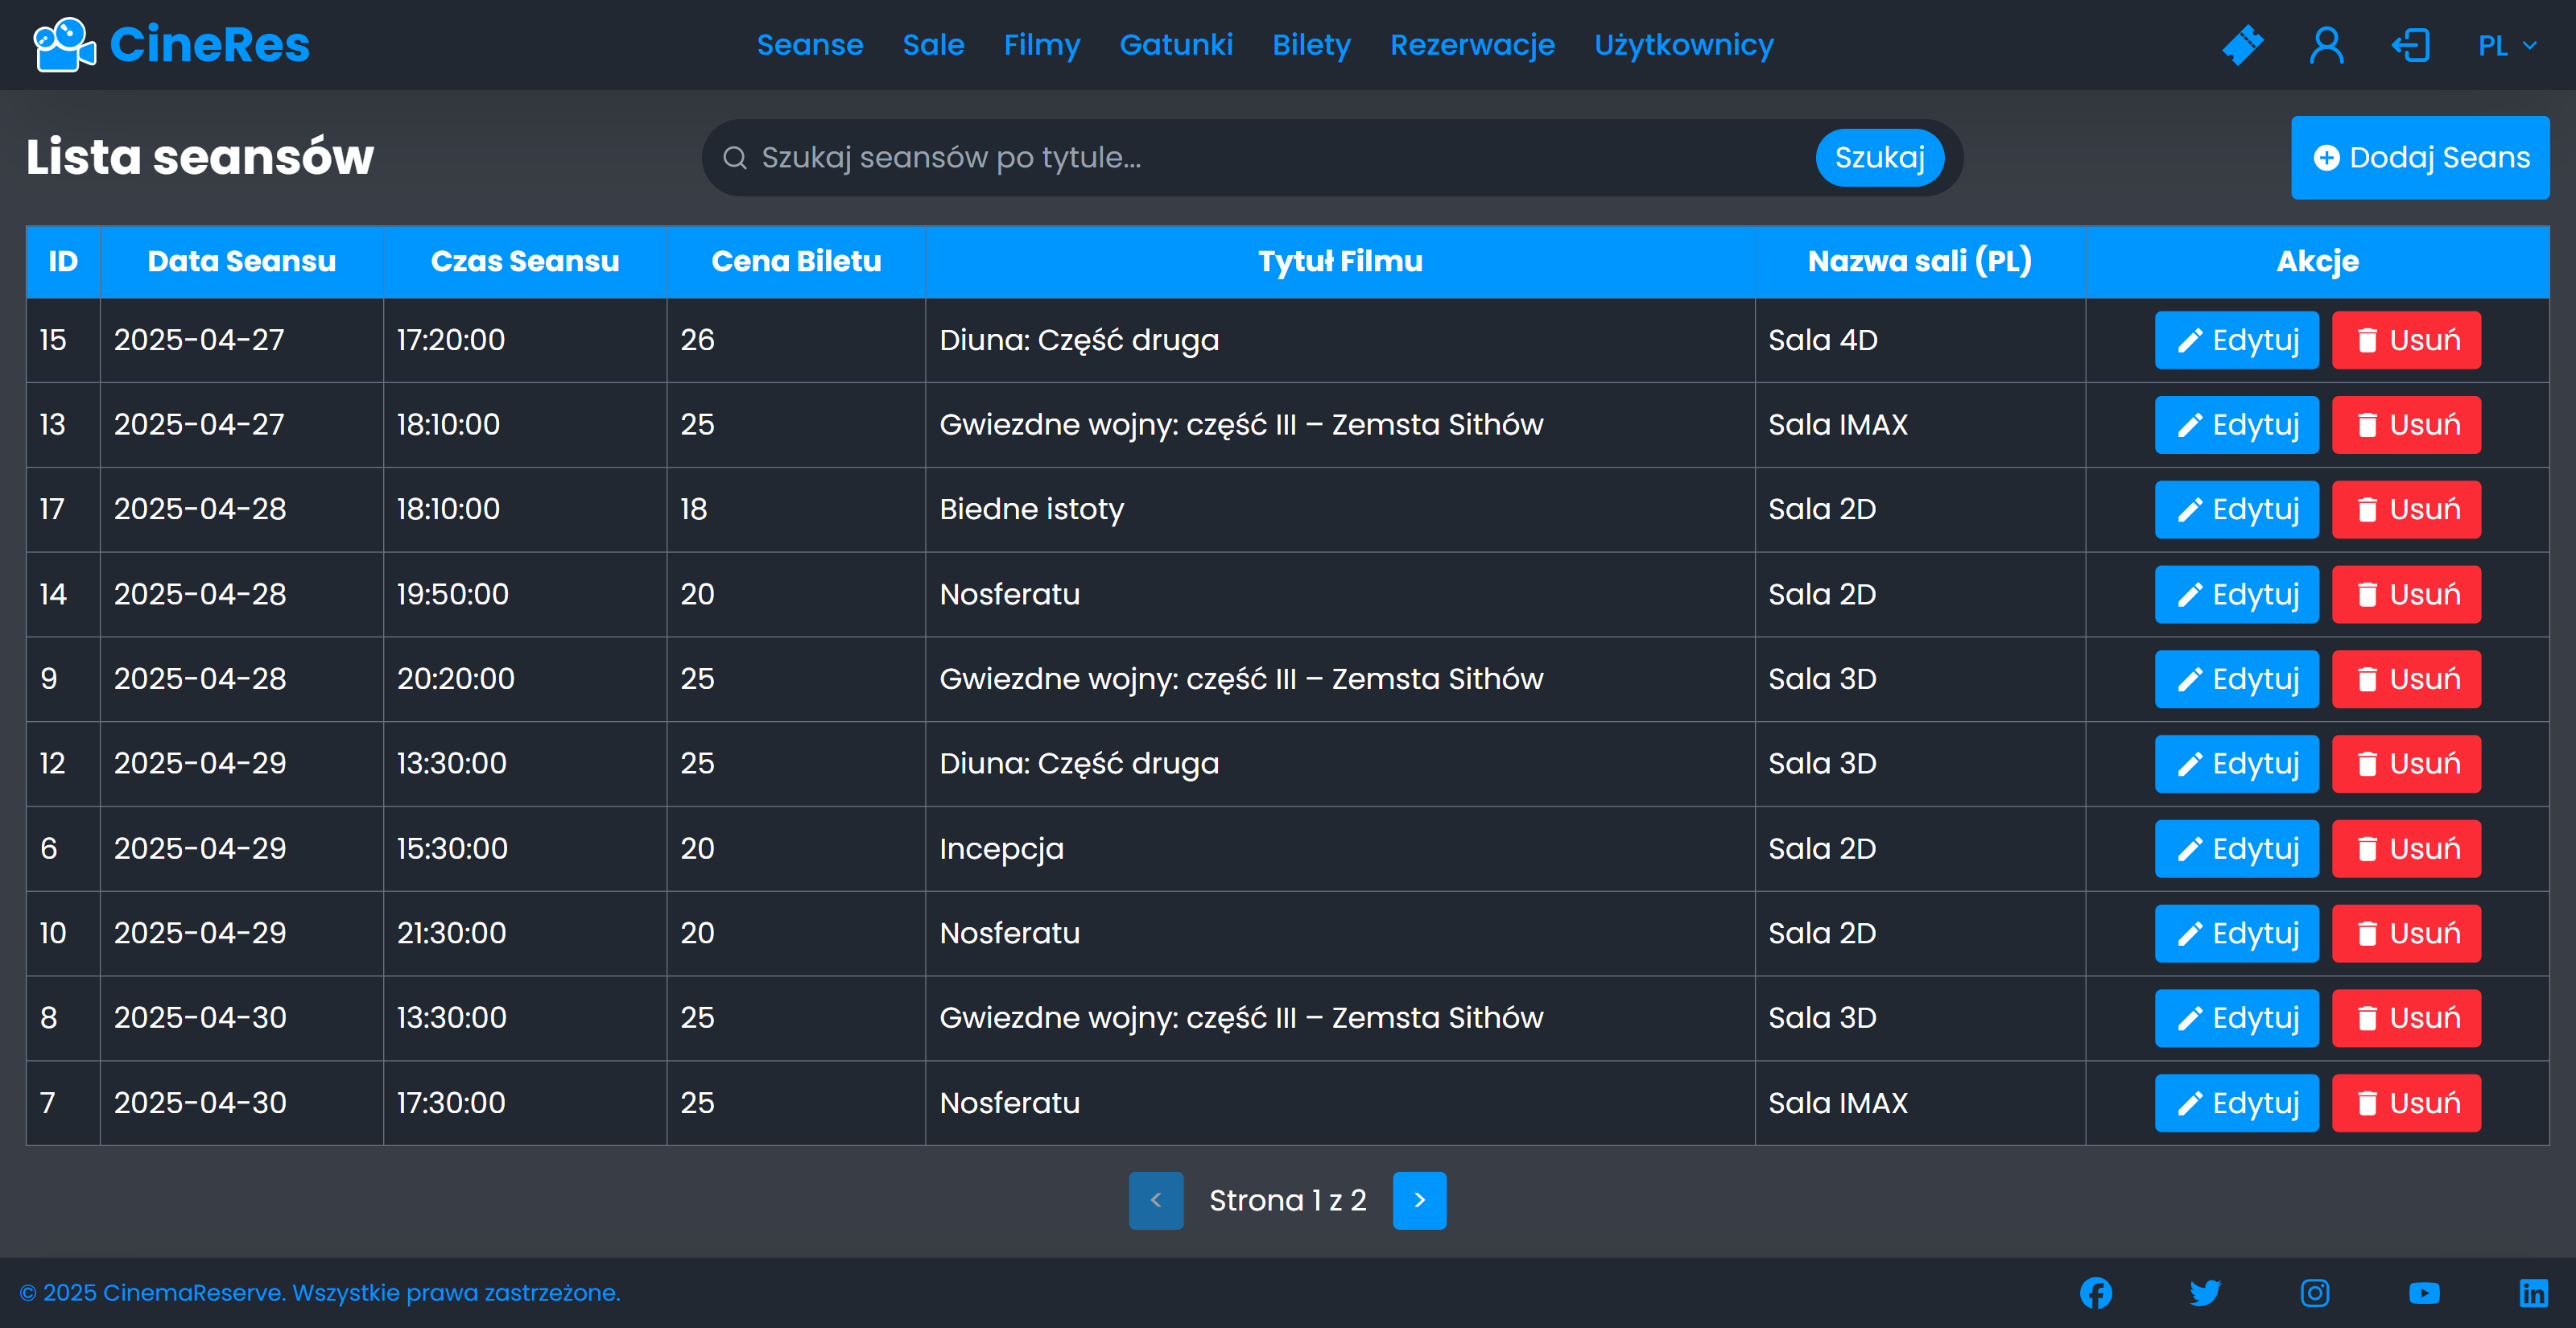 CineRes Seanse Sale Filmy Gatunki Bilety Rezerwacje Użytkownicy PL
Lista seansów Szukaj seansów po tytule... Szukaj Dodaj Seans
ID Data Seansu Czas Seansu Cena Biletu Tytuł Filmu Nazwa sali (PL) Akcje
15 2025-04-27 17:20:00 26 Diuna: Część druga Sala 4D Edytuj Usuń
13 2025-04-27 18:10:00 25 Gwiezdne wojny: część III – Zemsta Sithów Sala IMAX Edytuj Usuń
17 2025-04-28 18:10:00 18 Biedne istoty Sala 2D Edytuj Usuń
14 2025-04-28 19:50:00 20 Nosferatu Sala 2D Edytuj Usuń
9 2025-04-28 20:20:00 25 Gwiezdne wojny: część III – Zemsta Sithów Sala 3D Edytuj Usuń
12 2025-04-29 13:30:00 25 Diuna: Część druga Sala 3D Edytuj Usuń
6 2025-04-29 15:30:00 20 Incepcja Sala 2D Edytuj Usuń
10 2025-04-29 21:30:00 20 Nosferatu Sala 2D Edytuj Usuń
8 2025-04-30 13:30:00 25 Gwiezdne wojny: część III – Zemsta Sithów Sala 3D Edytuj Usuń
7 2025-04-30 17:30:00 25 Nosferatu Sala IMAX Edytuj Usuń
< Strona 1 z 2 >
© 2025 CinemaReserve. Wszystkie prawa zastrzeżone.